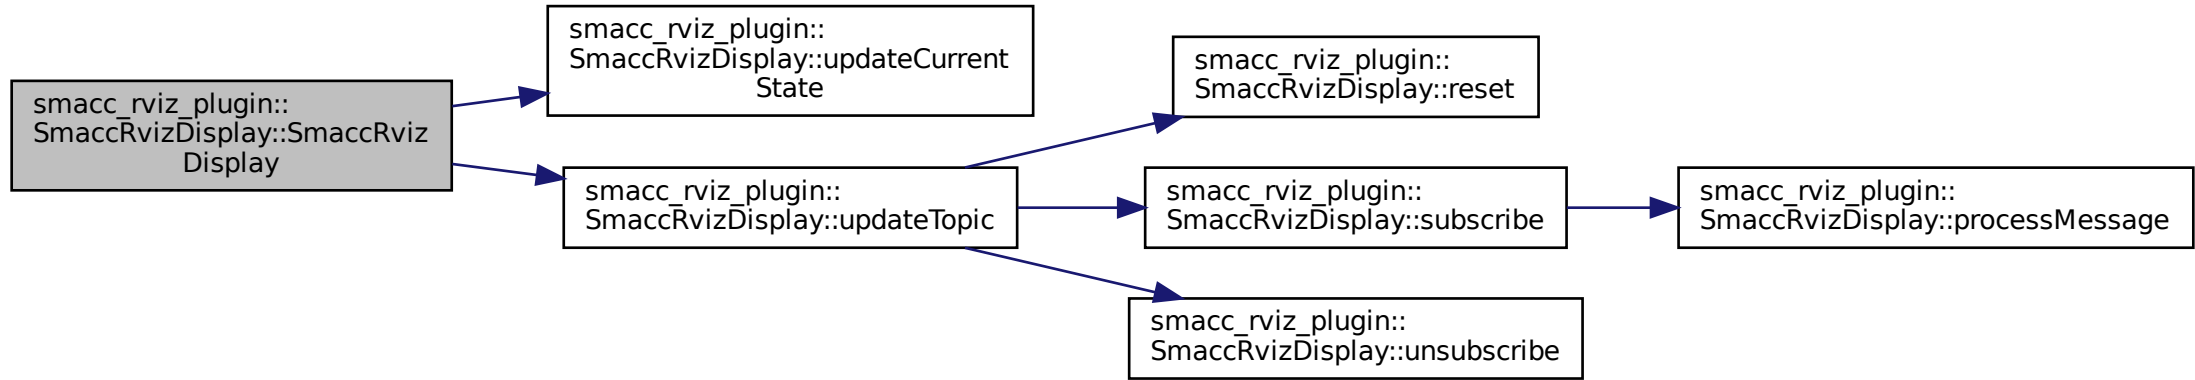 smacc_rviz_plugin::
SmaccRvizDisplay::SmaccRviz
Display
smacc_rviz_plugin::
SmaccRvizDisplay::updateCurrent
State
smacc_rviz_plugin::
SmaccRvizDisplay::updateTopic
smacc_rviz_plugin::
SmaccRvizDisplay::reset
smacc_rviz_plugin::
SmaccRvizDisplay::subscribe
smacc_rviz_plugin::
SmaccRvizDisplay::processMessage
smacc_rviz_plugin::
SmaccRvizDisplay::unsubscribe